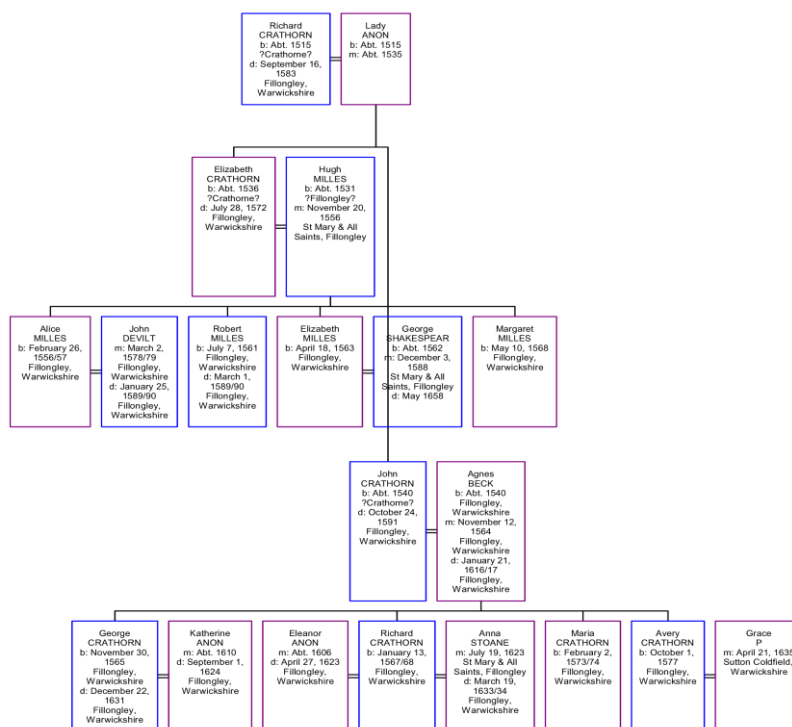 Richard
CRATHORN
b: Abt. 1515
?Crathorne?
d: September 16,
1583
Fillongley,
Warwickshire
Lady
ANON
b: Abt. 1515
m: Abt. 1535
Elizabeth
CRATHORN
b: Abt. 1536
?Crathorne?
d: July 28, 1572
Fillongley,
Warwickshire
Hugh
MILLES
b: Abt. 1531
?Fillongley?
m: November 20,
1556
St Mary & All
Saints, Fillongley
Alice
MILLES
b: February 26,
1556/57
Fillongley,
Warwickshire
John
DEVILT
m: March 2,
1578/79
Fillongley,
Warwickshire
d: January 25,
1589/90
Fillongley,
Warwickshire
Robert
MILLES
b: July 7, 1561
Fillongley,
Warwickshire
d: March 1,
1589/90
Fillongley,
Warwickshire
Elizabeth
MILLES
b: April 18, 1563
Fillongley,
Warwickshire
George
SHAKESPEAR
b: Abt. 1562
m: December 3,
1588
St Mary & All
Saints, Fillongley
d: May 1658
Margaret
MILLES
b: May 10, 1568
Fillongley,
Warwickshire
John
CRATHORN
b: Abt. 1540
?Crathorne?
d: October 24,
1591
Fillongley,
Warwickshire
Agnes
BECK
b: Abt. 1540
Fillongley,
Warwickshire
m: November 12,
1564
Fillongley,
Warwickshire
d: January 21,
1616/17
Fillongley,
Warwickshire
George
CRATHORN
b: November 30,
1565
Fillongley,
Warwickshire
d: December 22,
1631
Fillongley,
Warwickshire
Katherine
ANON
m: Abt. 1610
d: September 1,
1624
Fillongley,
Warwickshire
Eleanor
ANON
m: Abt. 1606
d: April 27, 1623
Fillongley,
Warwickshire
Richard
CRATHORN
b: January 13,
1567/68
Fillongley,
Warwickshire
Anna
STOANE
m: July 19, 1623
St Mary & All
Saints, Fillongley
d: March 19,
1633/34
Fillongley,
Warwickshire
Maria
CRATHORN
b: February 2,
1573/74
Fillongley,
Warwickshire
Avery
CRATHORN
b: October 1,
1577
Fillongley,
Warwickshire
Grace
P
m: April 21, 1635
Sutton Coldfield,
Warwickshire